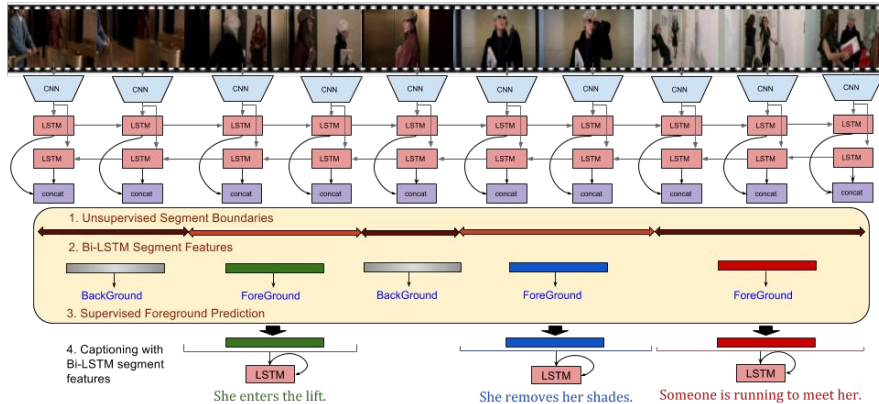 CNN CNN CNN CNN CNN CNN CNN CNN CNN CNN
LSTM LSTM LSTM LSTM LSTM LSTM LSTM LSTM LSTM LSTM
LSTM LSTM LSTM LSTM LSTM LSTM LSTM LSTM LSTM LSTM
concat concat concat concat concat concat concat concat concat concat
1. Unsupervised Segment Boundaries
2. Bi-LSTM Segment Features
BackGround ForeGround BackGround ForeGround ForeGround
3. Supervised Foreground Prediction
4. Captioning with
Bi-LSTM segment
features
LSTM LSTM LSTM
She enters the lift. She removes her shades. Someone is running to meet her.